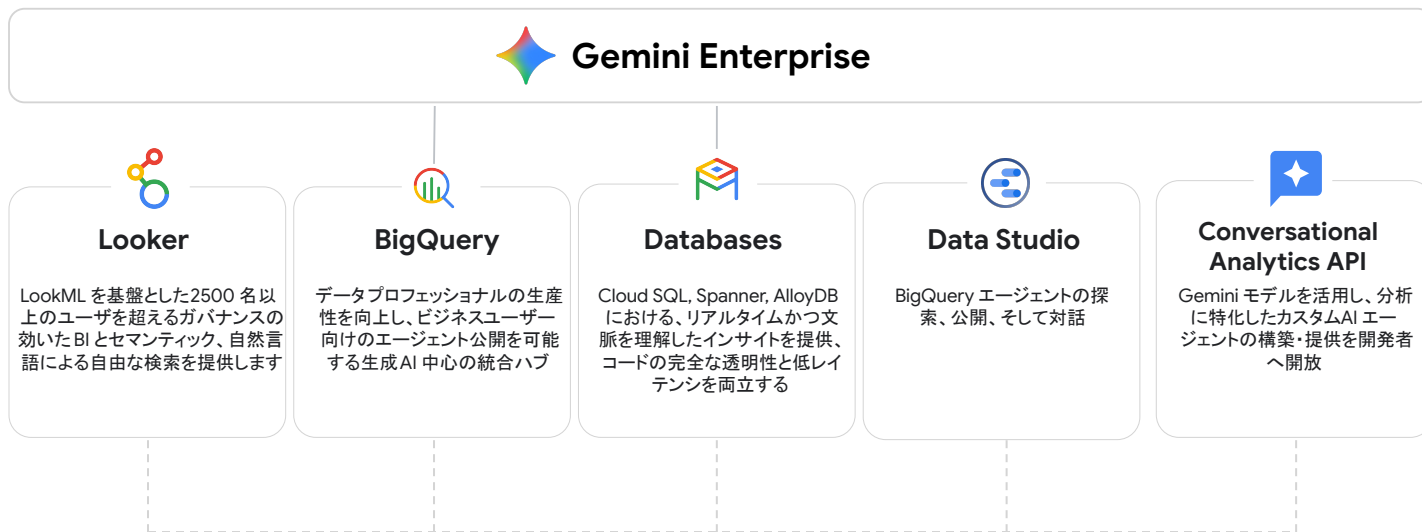 Gemini Enterprise
Looker
LookML を基盤とした2500 名以
上のユーザを超えるガバナンスの
効いた BI とセマンティック、自然言
語による自由な検索を提供します
BigQuery
データプロフェッショナルの生産
性を向上し、ビジネスユーザー
向けのエージェント公開を可能
する生成AI 中心の統合ハブ
Databases
Cloud SQL, Spanner, AlloyDB
における、リアルタイムかつ文
脈を理解したインサイトを提供、
コードの完全な透明性と低レイ
テンシを両立する
Data Studio
BigQuery エージェントの探
索、公開、そして対話
Conversational
Analytics API
Gemini モデルを活用し、分析
に特化したカスタムAI エー
ジェントの構築・提供を開発者
へ開放